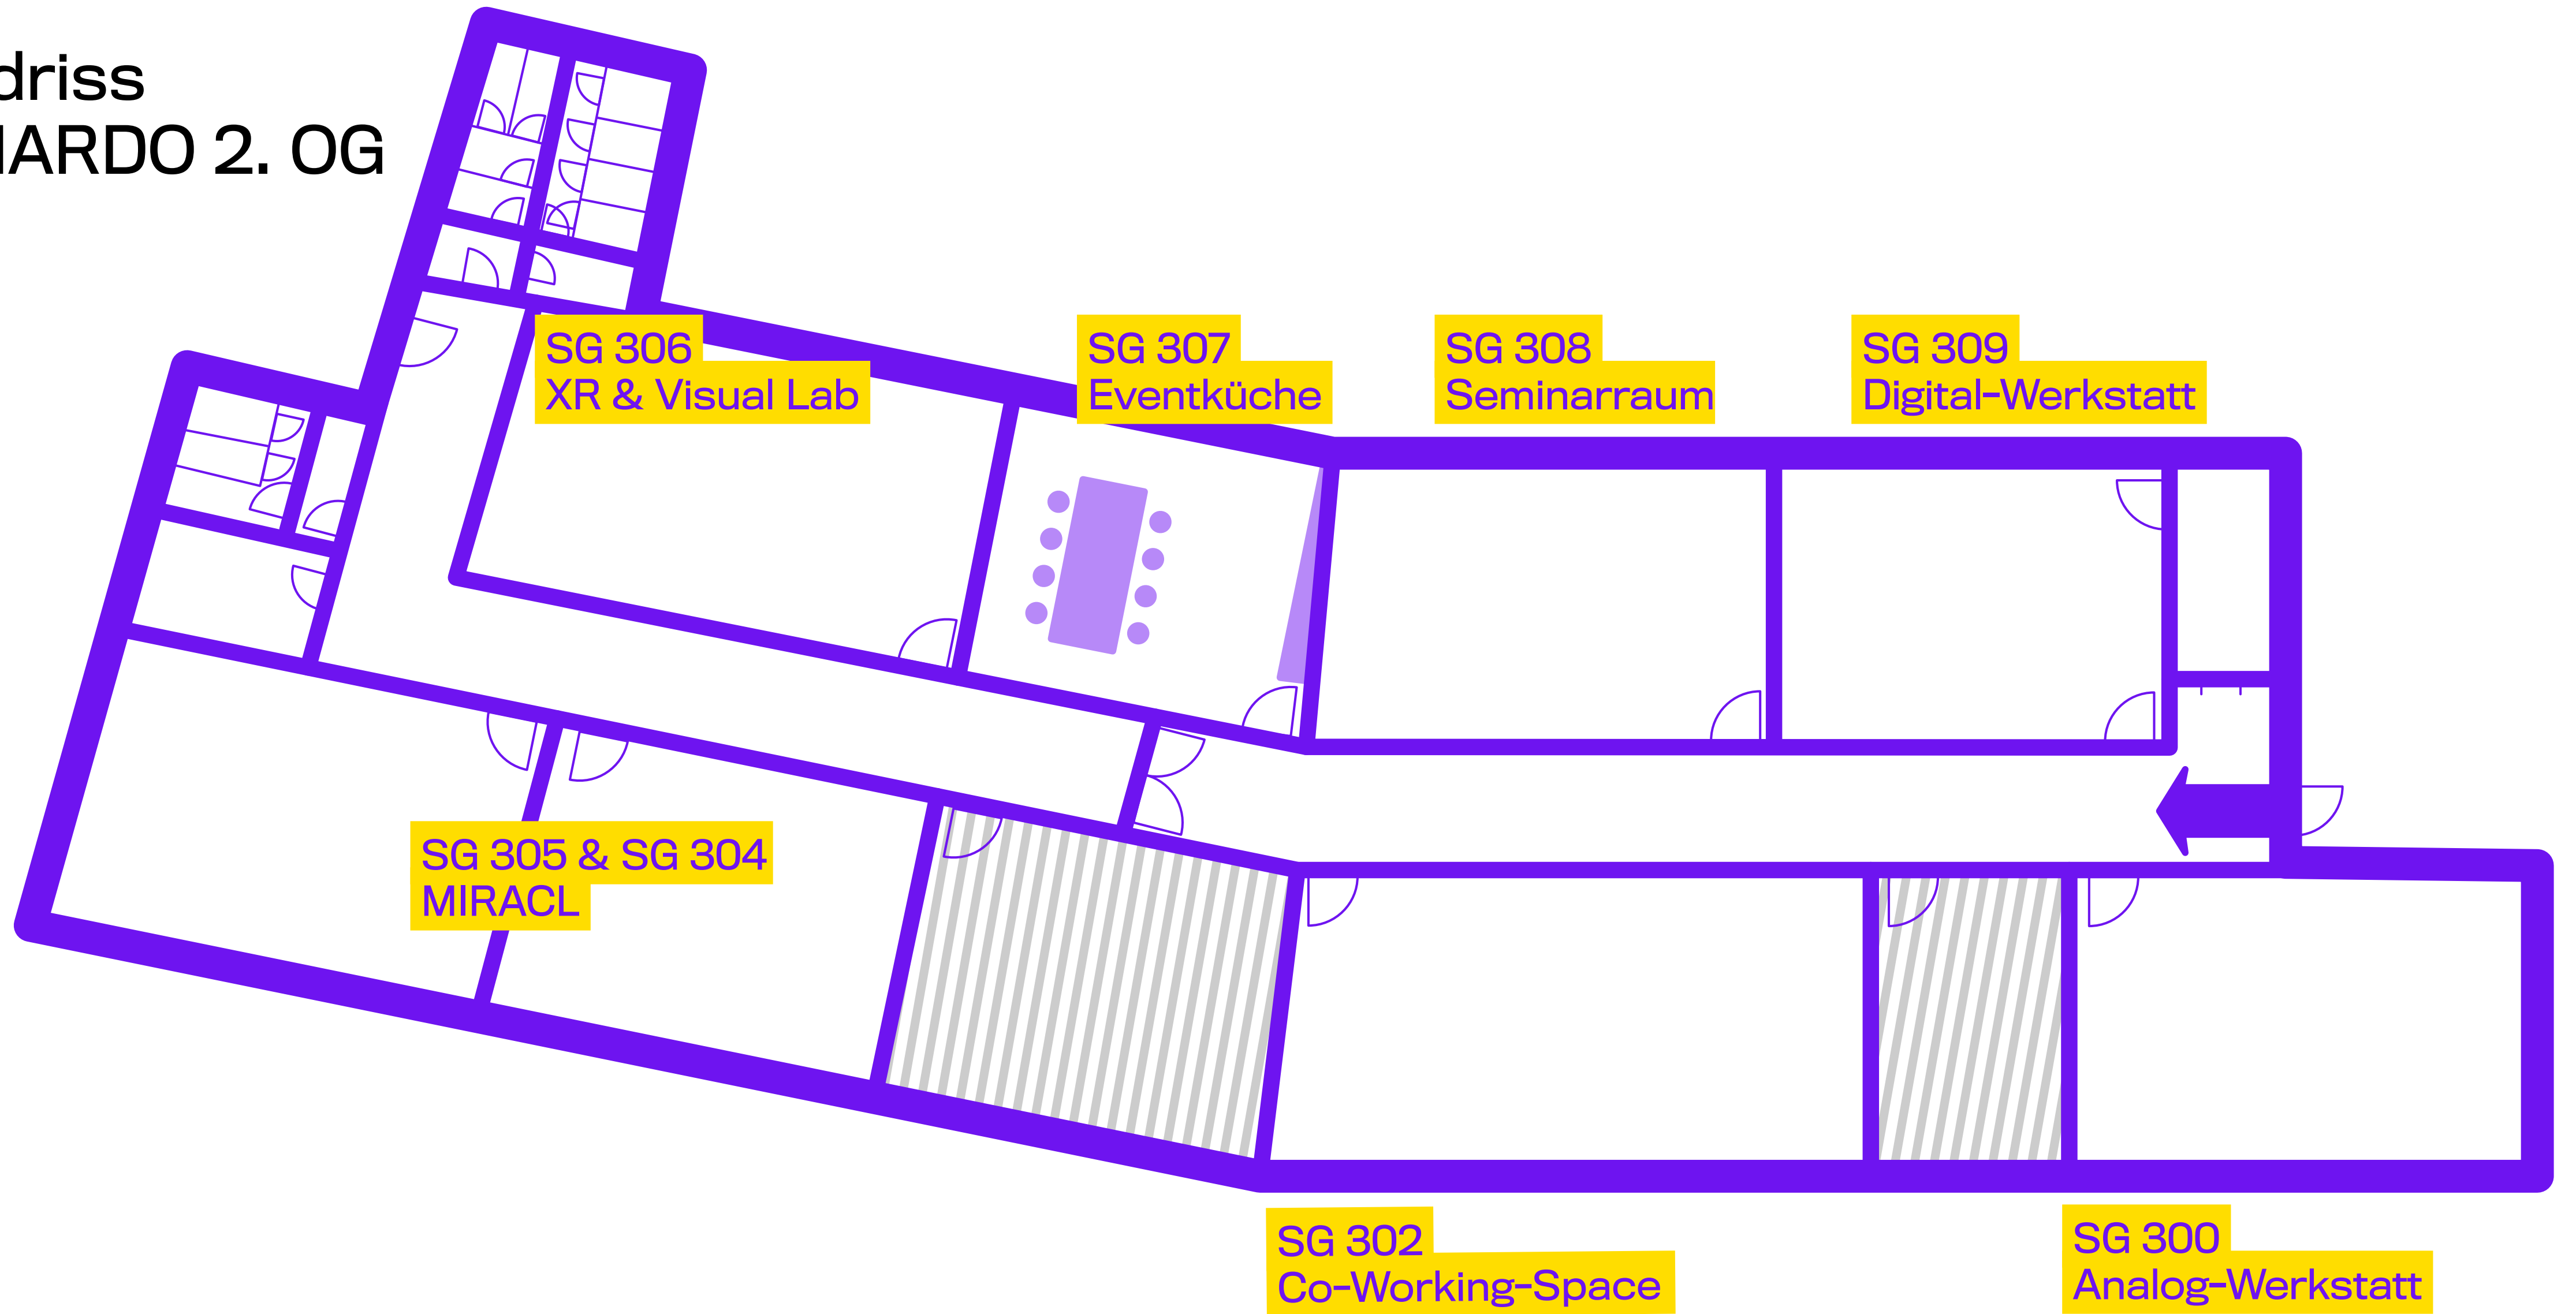 driss
NARDO 2. OG
SG 306
XR & Visual Lab
SG 307
Eventküche
SG 308
Seminarraum
SG 309
Digital-Werkstatt
SG 305 & SG 304
MIRACL
SG 302
Co-Working-Space
SG 300
Analog-Werkstatt